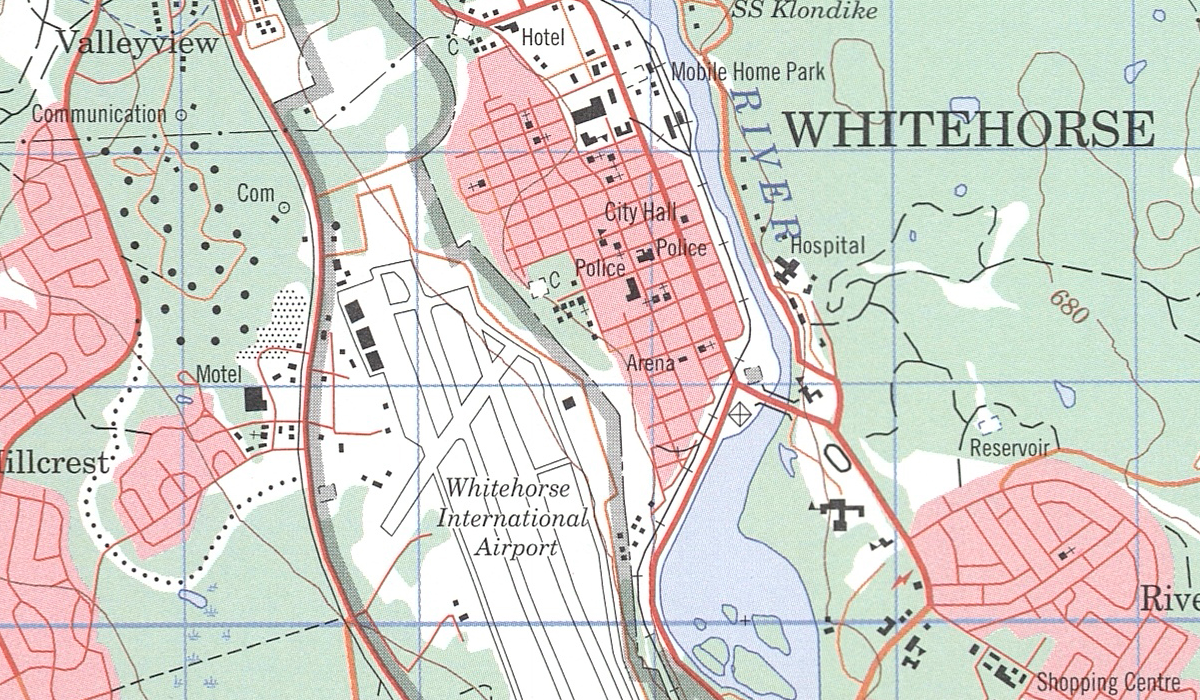 SS Klondike
Valleyview
Hotel
C
Mobile Home Park
RIVER
Communication
WHITEHORSE
Com
City Hall
Hospital
Police
Police
C
680
Arena
Motel
Hillcrest
Reservoir
Whitehorse
International
Airport
Rive
Shopping Centre